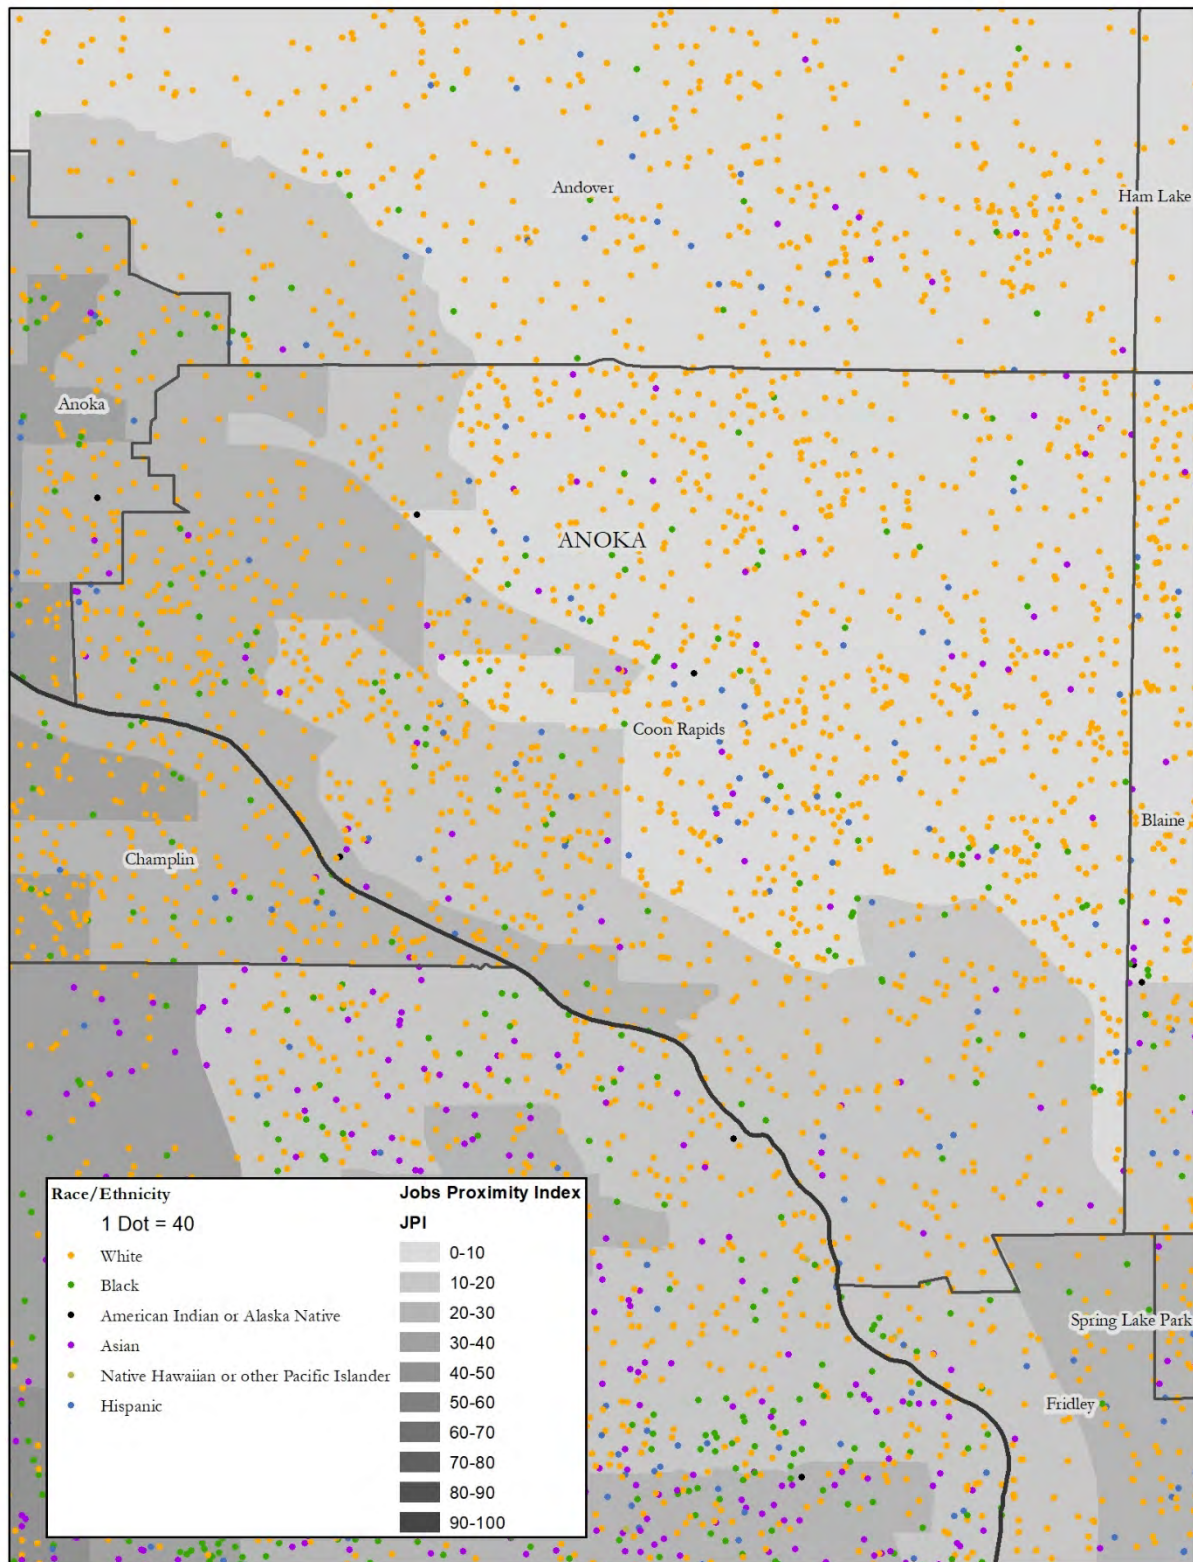 Andover
Ham Lake
Anoka
ANOKA
Coon Rapids
Blaine
Champlin
Spring Lake Park
Fridley
Race/Ethnicity
1 Dot = 40
White
Black
American Indian or Alaska Native
Asian
Native Hawaiian or other Pacific Islander
Hispanic
Jobs Proximity Index
JPI
0-10
10-20
20-30
30-40
40-50
50-60
60-70
70-80
80-90
90-100